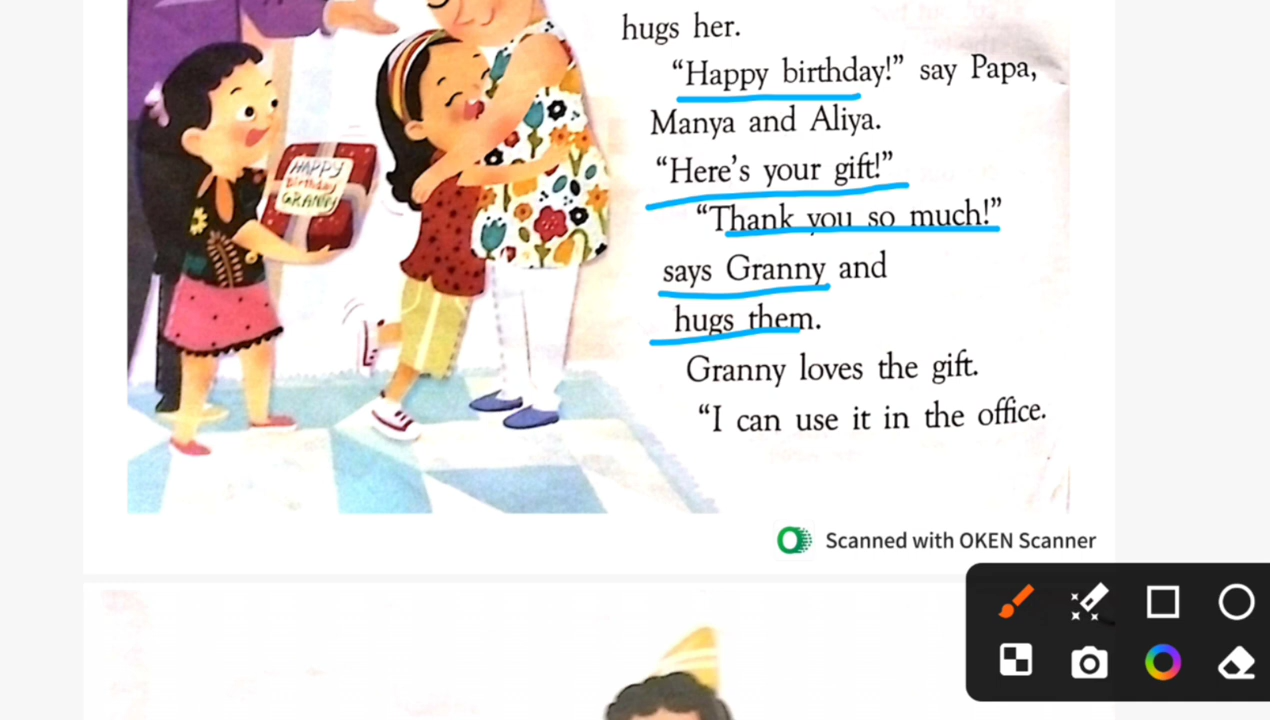 hugs her.
"Happy birthday!" say Papa,
Manya and Aliya.
"Here's your gift!"
"Thank you so much!"
says Granny and
hugs them.
Granny loves the gift.
"I can use it in the office.
HAPPY
birthday
GRANNY
Scanned with OKEN Scanner